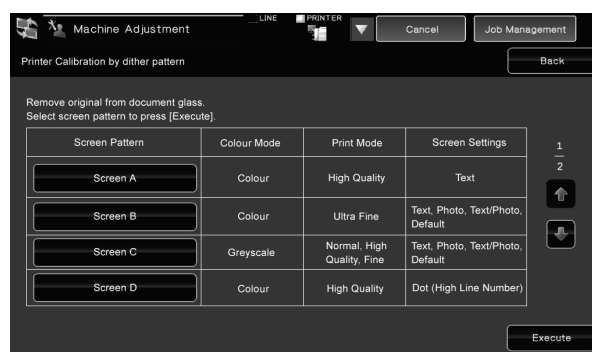 Machine Adjustment
LINE
PRINTER
Cancel
Job Management
Printer Calibration by dither pattern
Back
Remove original from document glass.
Select screen pattern to press [Execute].
Screen Pattern Colour Mode Print Mode Screen Settings
Screen A Colour High Quality Text
Screen B Colour Ultra Fine Text, Photo, Text/Photo,
Default
Screen C Greyscale Normal, High Text, Photo, Text/Photo,
Quality, Fine Default
Screen D Colour High Quality Dot (High Line Number)
1
2
Execute